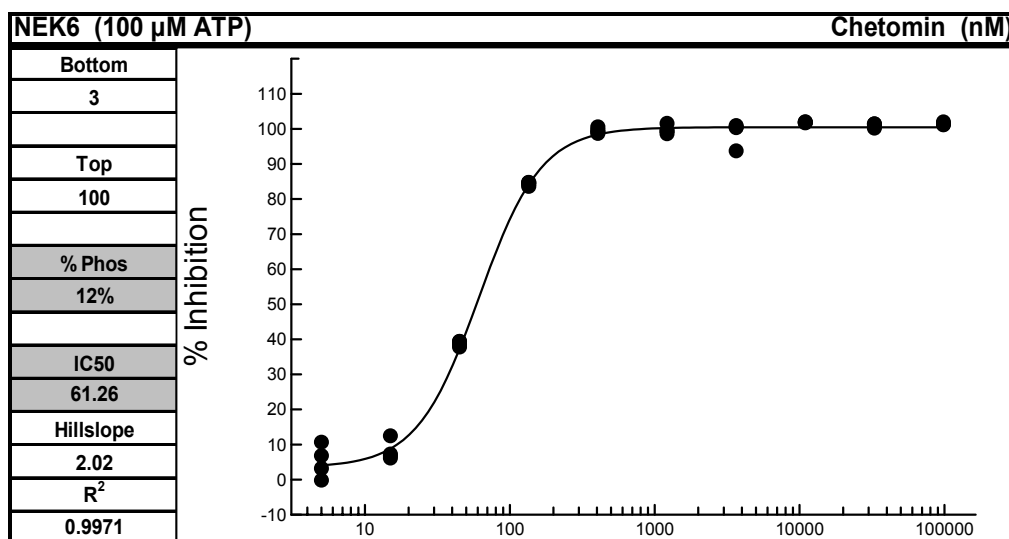 NEK6 (100 µM ATP) Chetomin (nM)
Bottom
3
Top
100
% Phos
12%
IC50
61.26
Hillslope
2.02
R²
0.9971
% Inhibition
110
100
90
80
70
60
50
40
30
20
10
0
-10
10 100 1000 10000 100000